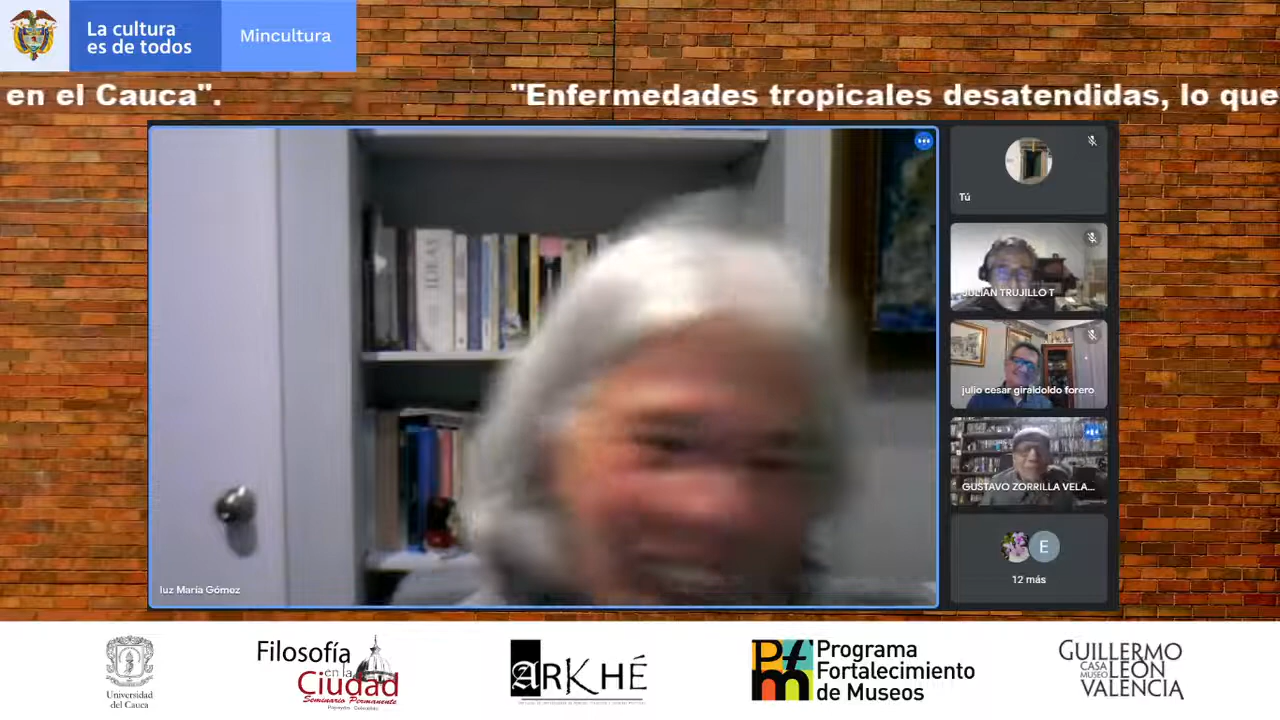 La cultura
es de todos
Mincultura
en el Cauca".
"Enfermedades tropicales desatendidas, lo que
IDEAS
Tú
JULIAN TRUJILLO T
julio cesar giraldoldo forero
GUSTAVO ZORRILLA VELA...
E
12 más
luz María Gómez
Universidad
del Cauca
Filosofía
en la
Ciudad
Seminario Permanente
ARKHÉ
Pfm
Programa
Fortalecimiento
de Museos
GUILLERMO
CASA MUSEO
LEÓN
VALENCIA